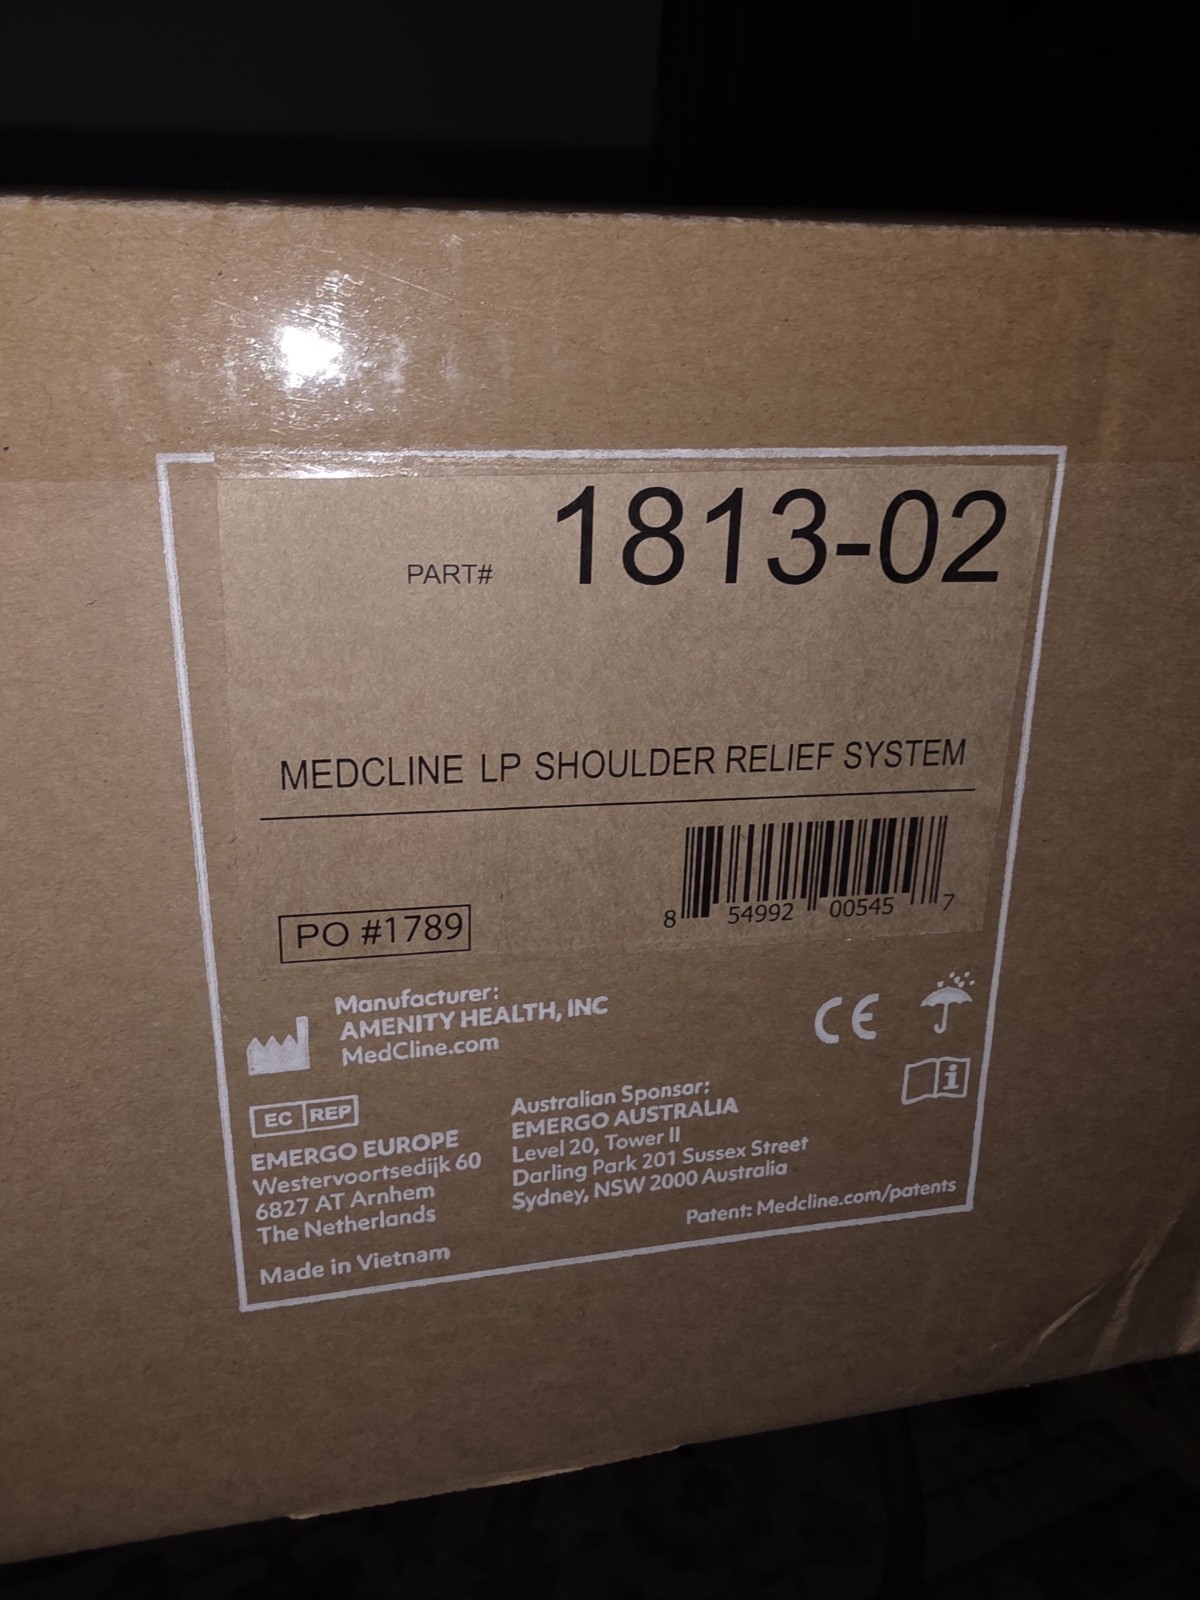 PART# 1813-02
MEDCLINE LP SHOULDER RELIEF SYSTEM
8 54992 00545 7
PO #1789
Manufacturer:
AMENITY HEALTH, INC
MedCline.com
CE
i
EC REP
EMERGO EUROPE
Westervoortsedijk 60
6827 AT Arnhem
The Netherlands
Australian Sponsor:
EMERGO AUSTRALIA
Level 20, Tower II
Darling Park 201 Sussex Street
Sydney, NSW 2000 Australia
Patent: Medcline.com/patents
Made in Vietnam